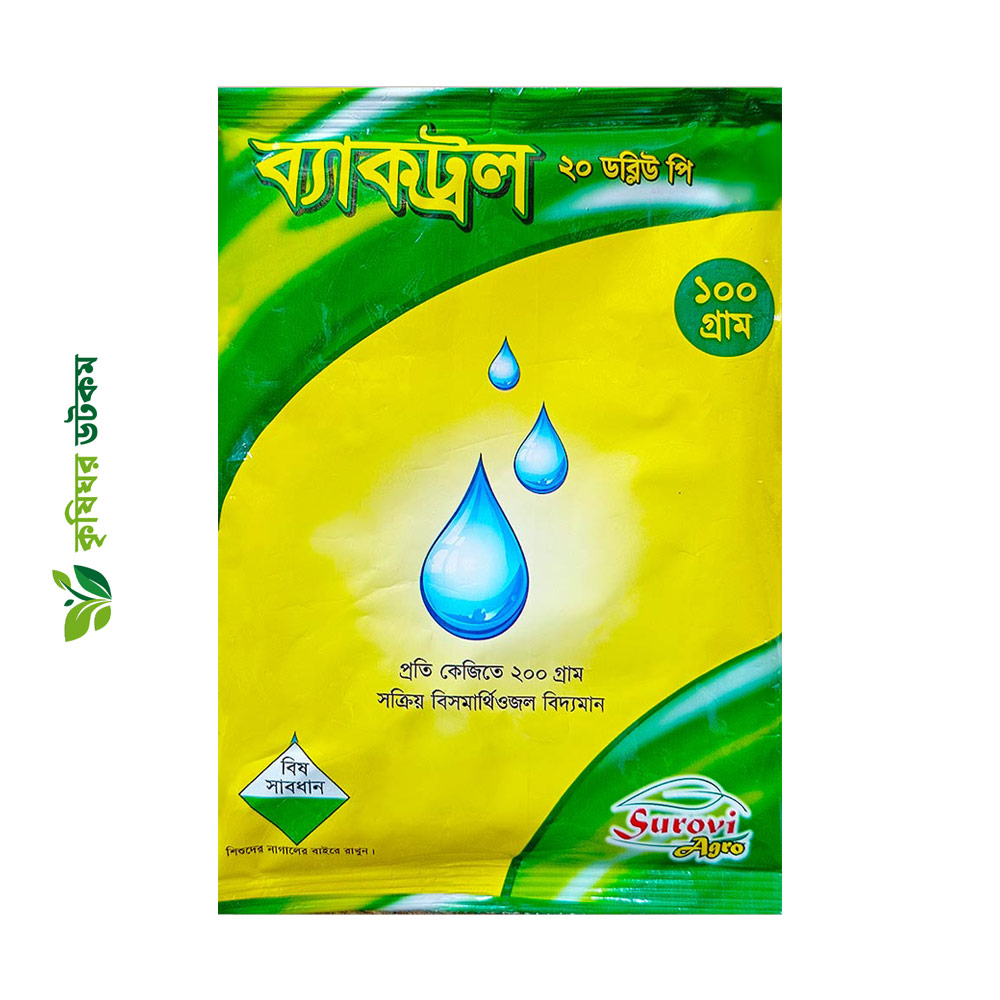 ব্যাকট্রল ২০ ডব্লিউ পি
১০০
গ্রাম
প্রতি কেজিতে ২০০ গ্রাম
সক্রিয় বিসমার্থিওজল বিদ্যমান
বিষ
সাবধান
শিশুদের নাগালের বাইরে রাখুন।
Surovi
Agro
কৃষিঘর ডটকম